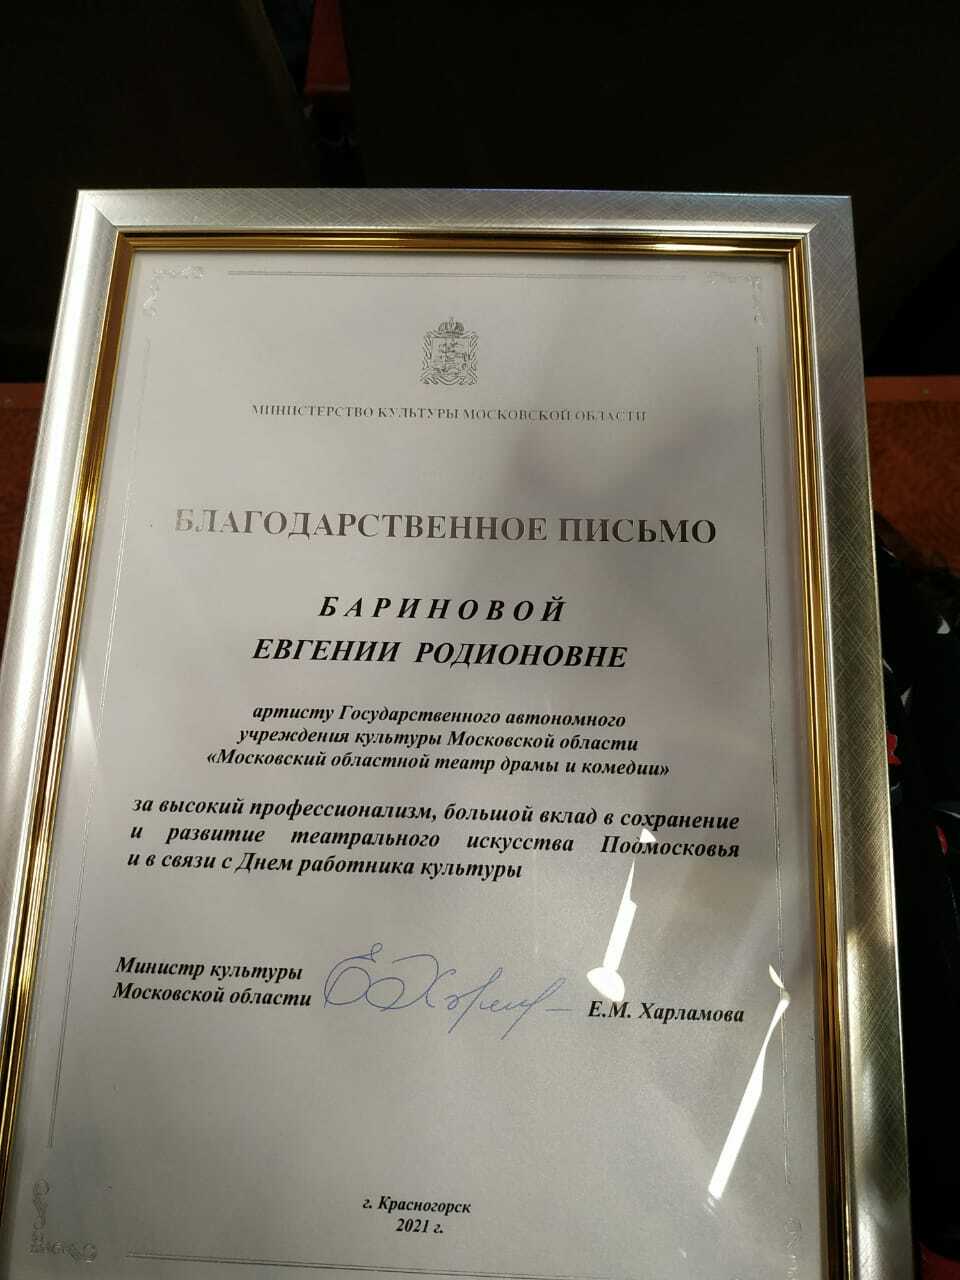 МИНИСТЕРСТВО КУЛЬТУРЫ МОСКОВСКОЙ ОБЛАСТИ
БЛАГОДАРСТВЕННОЕ ПИСЬМО
БАРИНОВОЙ
ЕВГЕНИИ РОДИОНОВНЕ
артисту Государственного автономного
учреждения культуры Московской области
«Московский областной театр драмы и комедии»
за высокий профессионализм, большой вклад в сохранение
и развитие театрального искусства Подмосковья
и в связи с Днем работника культуры
Министр культуры
Московской области
Е.М. Харламова
г. Красногорск
2021 г.